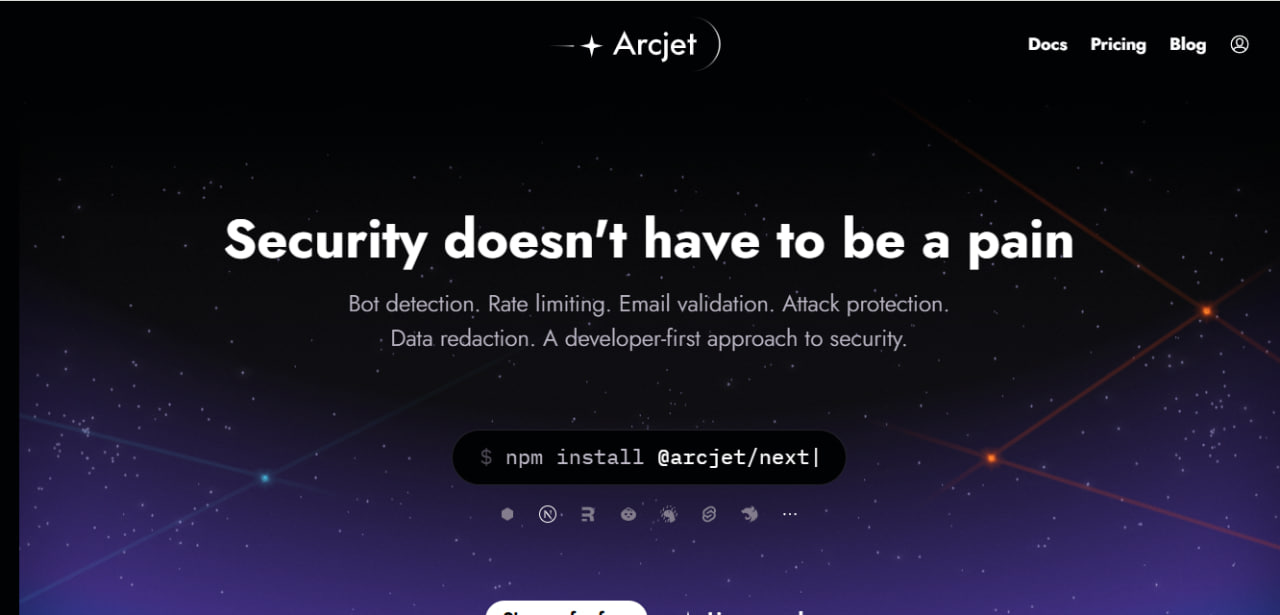 Arcjet
Docs Pricing Blog
Security doesn't have to be a pain
Bot detection. Rate limiting. Email validation. Attack protection.
Data redaction. A developer-first approach to security.
$ npm install @arcjet/next|
N
...